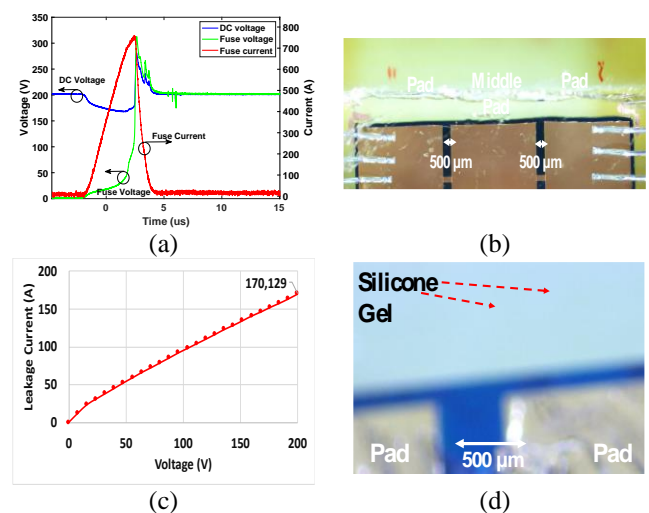 DC voltage
Fuse voltage
Fuse current
350
300
250
200
150
100
50
0
Voltage (V)
800
700
600
500
400
300
200
100
0
Current (A)
DC Voltage
Fuse Current
Fuse Voltage
0 5 10 15
Time (us)
(a)
Pad Middle Pad
Pad
500 µm 500 µm
(b)
200
150
100
50
0
Leakage Current (A)
170,129
0 50 100 150 200
Voltage (V)
(c)
Silicone
Gel
Pad 500 µm Pad
(d)